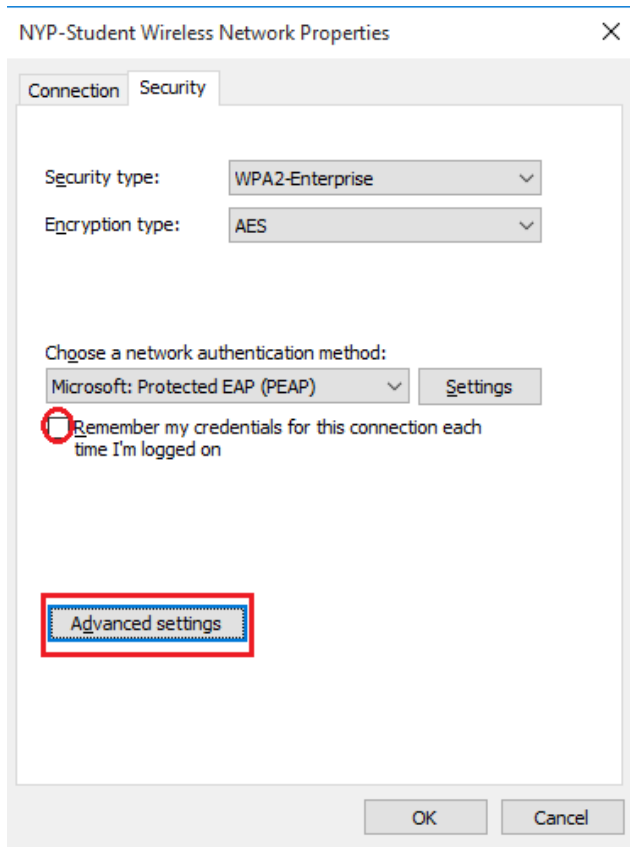 NYP-Student Wireless Network Properties
Connection Security
Security type: WPA2-Enterprise
Encryption type: AES
Choose a network authentication method:
Microsoft: Protected EAP (PEAP) Settings
Remember my credentials for this connection each
time I'm logged on
Advanced settings
OK Cancel